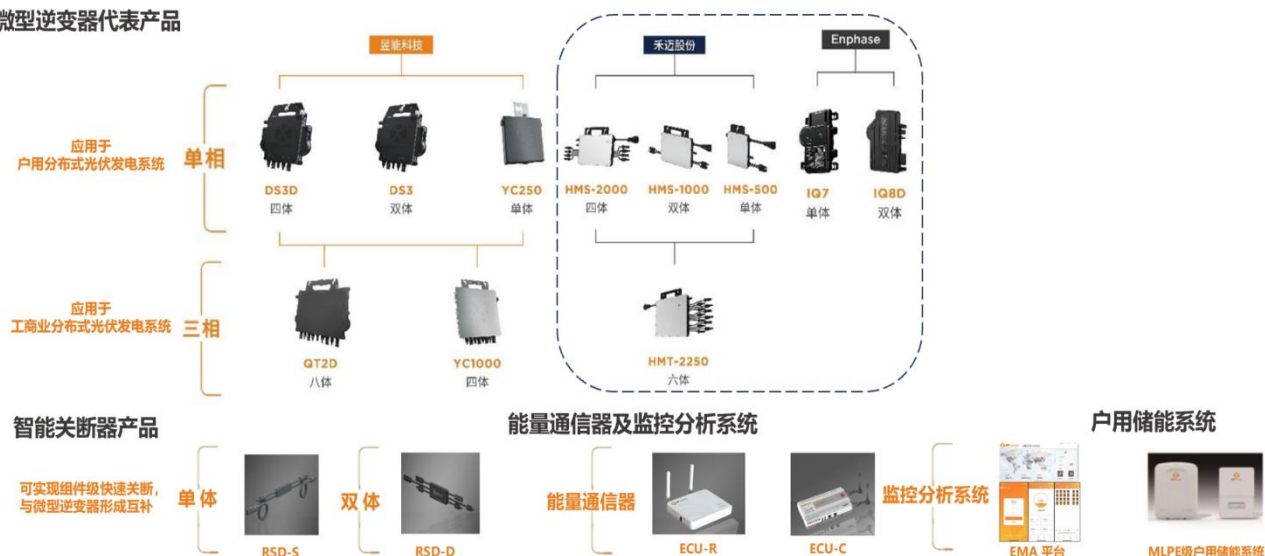 微型逆变器代表产品
昱能科技
禾迈股份
Enphase
应用于
户用分布式光伏发电系统
单相
DS3D
四体
DS3
双体
YC250
单体
HMS-2000
四体
HMS-1000
双体
HMS-500
单体
IQ7
单体
IQ8D
双体
应用于
工商业分布式光伏发电系统
三相
QT2D
八体
YC1000
四体
HMT-2250
六体
智能关断器产品
能量通信器及监控分析系统
户用储能系统
可实现组件级快速关断,
与微型逆变器形成互补
单体
RSD-S
双体
RSD-D
能量通信器
ECU-R
ECU-C
监控分析系统
EMA 平台
MLPE级户用储能系统